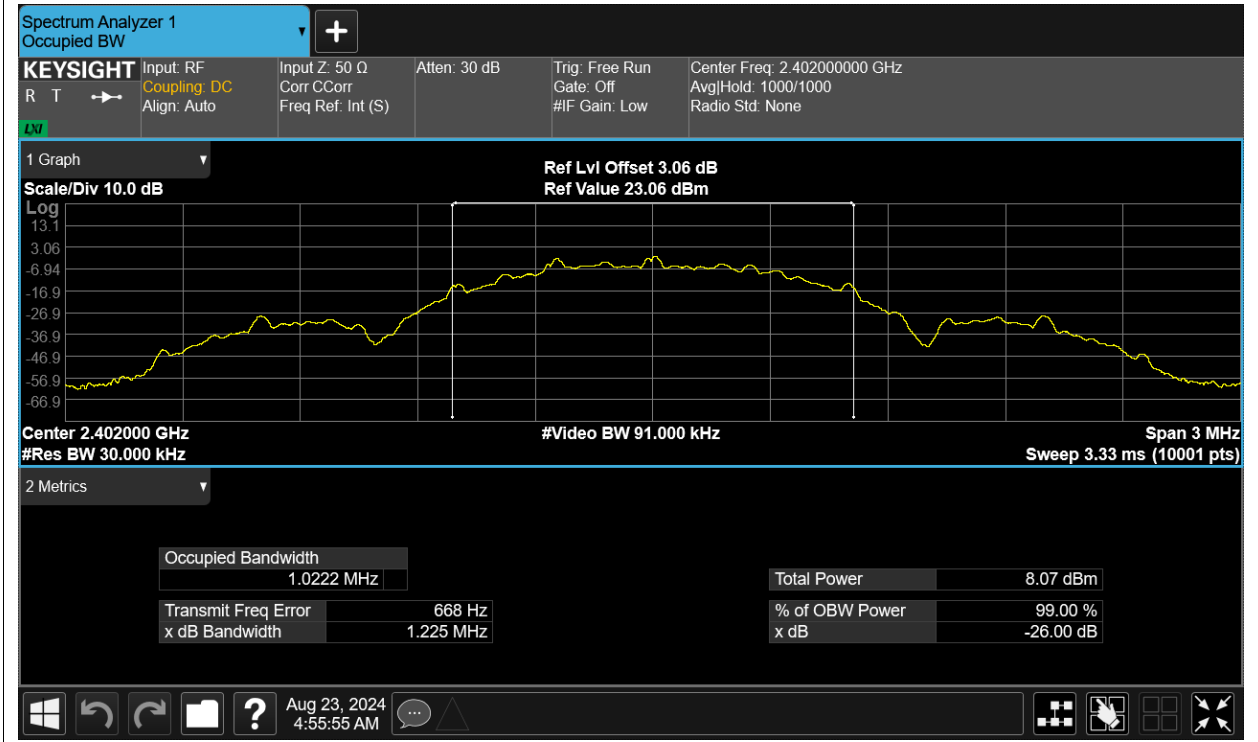 Spectrum Analyzer 1
Occupied BW
KEYSIGHT
R T
LXI
Input: RF
Coupling: DC
Align: Auto
Input Z: 50 Ω
Corr CCorr
Freq Ref: Int (S)
Atten: 30 dB
Trig: Free Run
Gate: Off
#IF Gain: Low
Center Freq: 2.402000000 GHz
Avg|Hold: 1000/1000
Radio Std: None
1 Graph
Scale/Div 10.0 dB
Ref Lvl Offset 3.06 dB
Ref Value 23.06 dBm
Log
13.1
3.06
-6.94
-16.9
-26.9
-36.9
-46.9
-56.9
-66.9
Center 2.402000 GHz
#Video BW 91.000 kHz
Span 3 MHz
#Res BW 30.000 kHz
Sweep 3.33 ms (10001 pts)
2 Metrics
Occupied Bandwidth
1.0222 MHz
Total Power 8.07 dBm
Transmit Freq Error 668 Hz
% of OBW Power 99.00 %
x dB Bandwidth 1.225 MHz
x dB -26.00 dB
?
Aug 23, 2024
4:55:55 AM